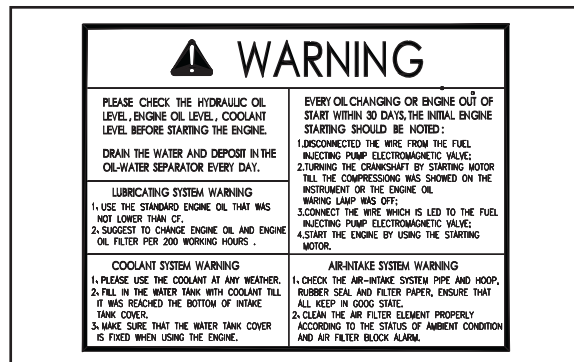 WARNING
PLEASE CHECK THE HYDRAULIC OIL
LEVEL, ENGINE OIL LEVEL, COOLANT
LEVEL BEFORE STARTING THE ENGINE.
DRAIN THE WATER AND DEPOSIT IN THE
OIL-WATER SEPARATOR EVERY DAY.
LUBRICATING SYSTEM WARNING
1、USE THE STANDARD ENGINE OIL THAT WAS
NOT LOWER THAN CF.
2、SUGGEST TO CHANGE ENGINE OIL AND ENGINE
OIL FILTER PER 200 WORKING HOURS .
COOLANT SYSTEM WARNING
1、PLEASE USE THE COOLANT AT ANY WEATHER.
2、FILL IN THE WATER TANK WITH COOLANT TILL
IT WAS REACHED THE BOTTOM OF INTAKE
TANK COVER.
3、MAKE SURE THAT THE WATER TANK COVER
IS FIXED WHEN USING THE ENGINE.
EVERY OIL CHANGING OR ENGINE OUT OF
START WITHIN 30 DAYS, THE INITIAL ENGINE
STARTING SHOULD BE NOTED :
1.DISCONNECTED THE WIRE FROM THE FUEL
INJECTING PUMP ELECTROMAGNETIC VALVE;
2.TURNING THE CRANKSHAFT BY STARTING MOTOR
TILL THE COMPRESSIONG WAS SHOWED ON THE
INSTRUMENT OR THE ENGINE OIL
WARING LAMP WAS OFF;
3.CONNECT THE WIRE WHICH IS LED TO THE FUEL
INJECTING PUMP ELECTROMAGNETIC VALVE;
4.START THE ENGINE BY USING THE STARTING
MOTOR.
AIR-INTAKE SYSTEM WARNING
1、CHECK THE AIR-INTAKE SYSTEM PIPE AND HOOP,
RUBBER SEAL AND FILTER PAPER, ENSURE THAT
ALL KEEP IN GOOG STATE.
2、CLEAN THE AIR FILTER ELEMENT PROPERLY
ACCORDING TO THE STATUS OF AMBIENT CONDITION
AND AIR FILTER BLOCK ALARM.